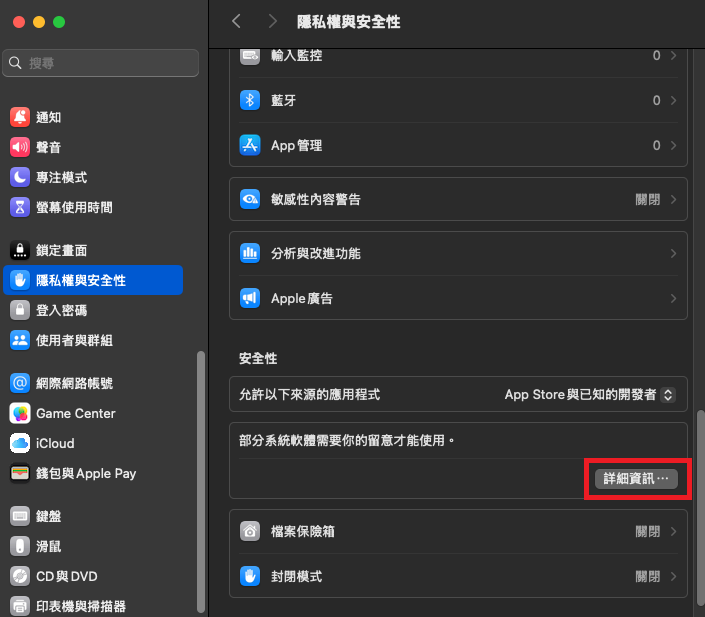 搜尋
通知
聲音
專注模式
螢幕使用時間
鎖定畫面
隱私權與安全性
登入密碼
使用者與群組
網際網路帳號
Game Center
iCloud
錢包與 Apple Pay
鍵盤
滑鼠
CD 與 DVD
印表機與掃描器
隱私權與安全性
輸入監控 0
藍牙 0
App 管理 0
敏感性內容警告 關閉
分析與改進功能
Apple 廣告
安全性
允許以下來源的應用程式 App Store 與已知的開發者
部分系統軟體需要你的留意才能使用。
詳細資訊⋯
檔案保險箱 關閉
封閉模式 關閉